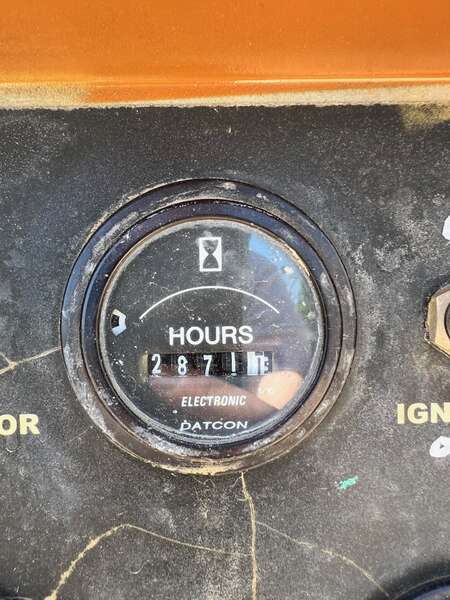 HOURS
2871
ELECTRONIC
DATCON
OR
IGN